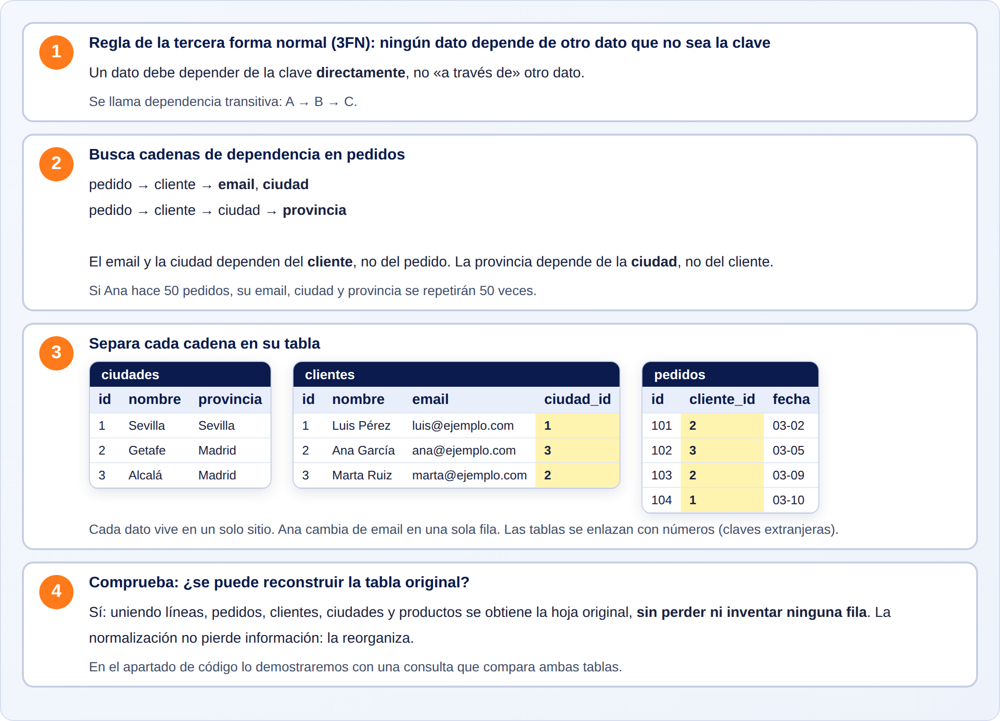 1
Regla de la tercera forma normal (3FN): ningún dato depende de otro dato que no sea la clave
Un dato debe depender de la clave directamente, no «a través de» otro dato.
Se llama dependencia transitiva: A → B → C.
2
Busca cadenas de dependencia en pedidos
pedido → cliente → email, ciudad
pedido → cliente → ciudad → provincia
El email y la ciudad dependen del cliente, no del pedido. La provincia depende de la ciudad, no del cliente.
Si Ana hace 50 pedidos, su email, ciudad y provincia se repetirán 50 veces.
3
Separa cada cadena en su tabla
ciudades
id nombre provincia
1 Sevilla Sevilla
2 Getafe Madrid
3 Alcalá Madrid
clientes
id nombre email ciudad_id
1 Luis Pérez luis@ejemplo.com 1
2 Ana García ana@ejemplo.com 3
3 Marta Ruiz marta@ejemplo.com 2
pedidos
id cliente_id fecha
101 2 03-02
102 3 03-05
103 2 03-09
104 1 03-10
Cada dato vive en un solo sitio. Ana cambia de email en una sola fila. Las tablas se enlazan con números (claves extranjeras).
4
Comprueba: ¿se puede reconstruir la tabla original?
Sí: uniendo líneas, pedidos, clientes, ciudades y productos se obtiene la hoja original, sin perder ni inventar ninguna fila. La
normalización no pierde información: la reorganiza.
En el apartado de código lo demostraremos con una consulta que compara ambas tablas.